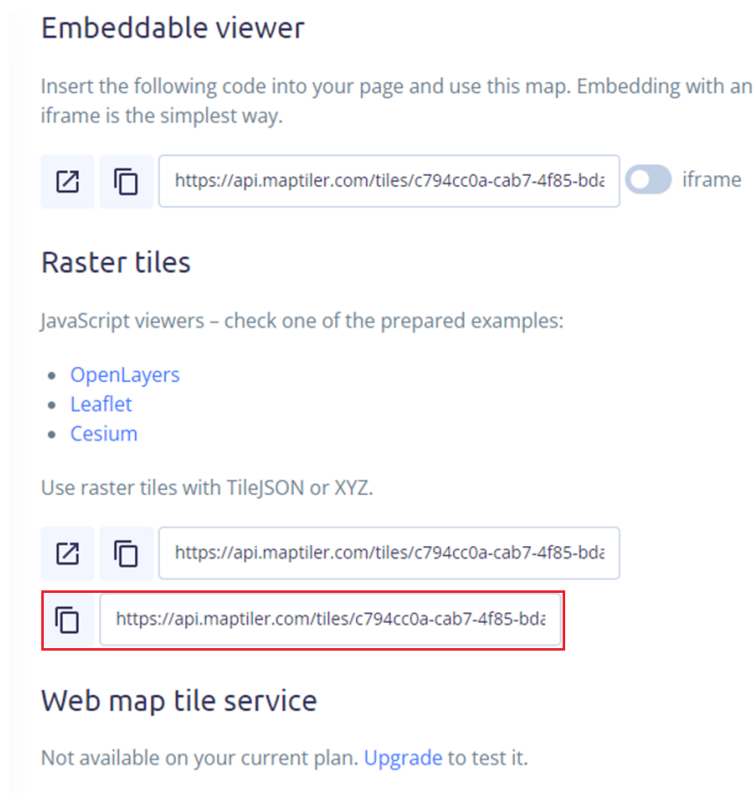 Embeddable viewer
Insert the following code into your page and use this map. Embedding with an
iframe is the simplest way.
https://api.maptiler.com/tiles/c794cc0a-cab7-4f85-bda
iframe
Raster tiles
JavaScript viewers – check one of the prepared examples:
• OpenLayers
• Leaflet
• Cesium
Use raster tiles with TileJSON or XYZ.
https://api.maptiler.com/tiles/c794cc0a-cab7-4f85-bda
https://api.maptiler.com/tiles/c794cc0a-cab7-4f85-bda
Web map tile service
Not available on your current plan. Upgrade to test it.